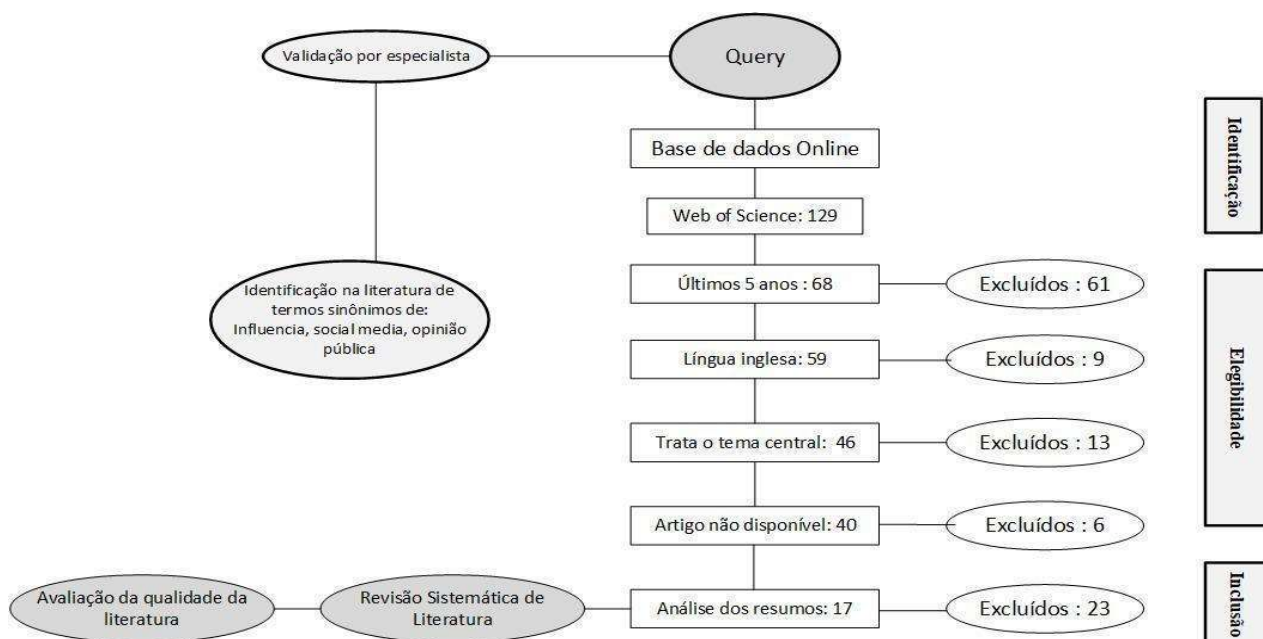 Validação por especialista
Query
Base de dados Online
Web of Science: 129
Identificação na literatura de
termos sinônimos de:
Influencia, social media, opinião
pública
Últimos 5 anos : 68
Excluídos : 61
Língua inglesa: 59
Excluídos : 9
Trata o tema central: 46
Excluídos : 13
Artigo não disponível: 40
Excluídos : 6
Avaliação da qualidade da
literatura
Revisão Sistemática de
Literatura
Análise dos resumos: 17
Excluídos : 23
Identificação
Elegibilidade
Inclusão